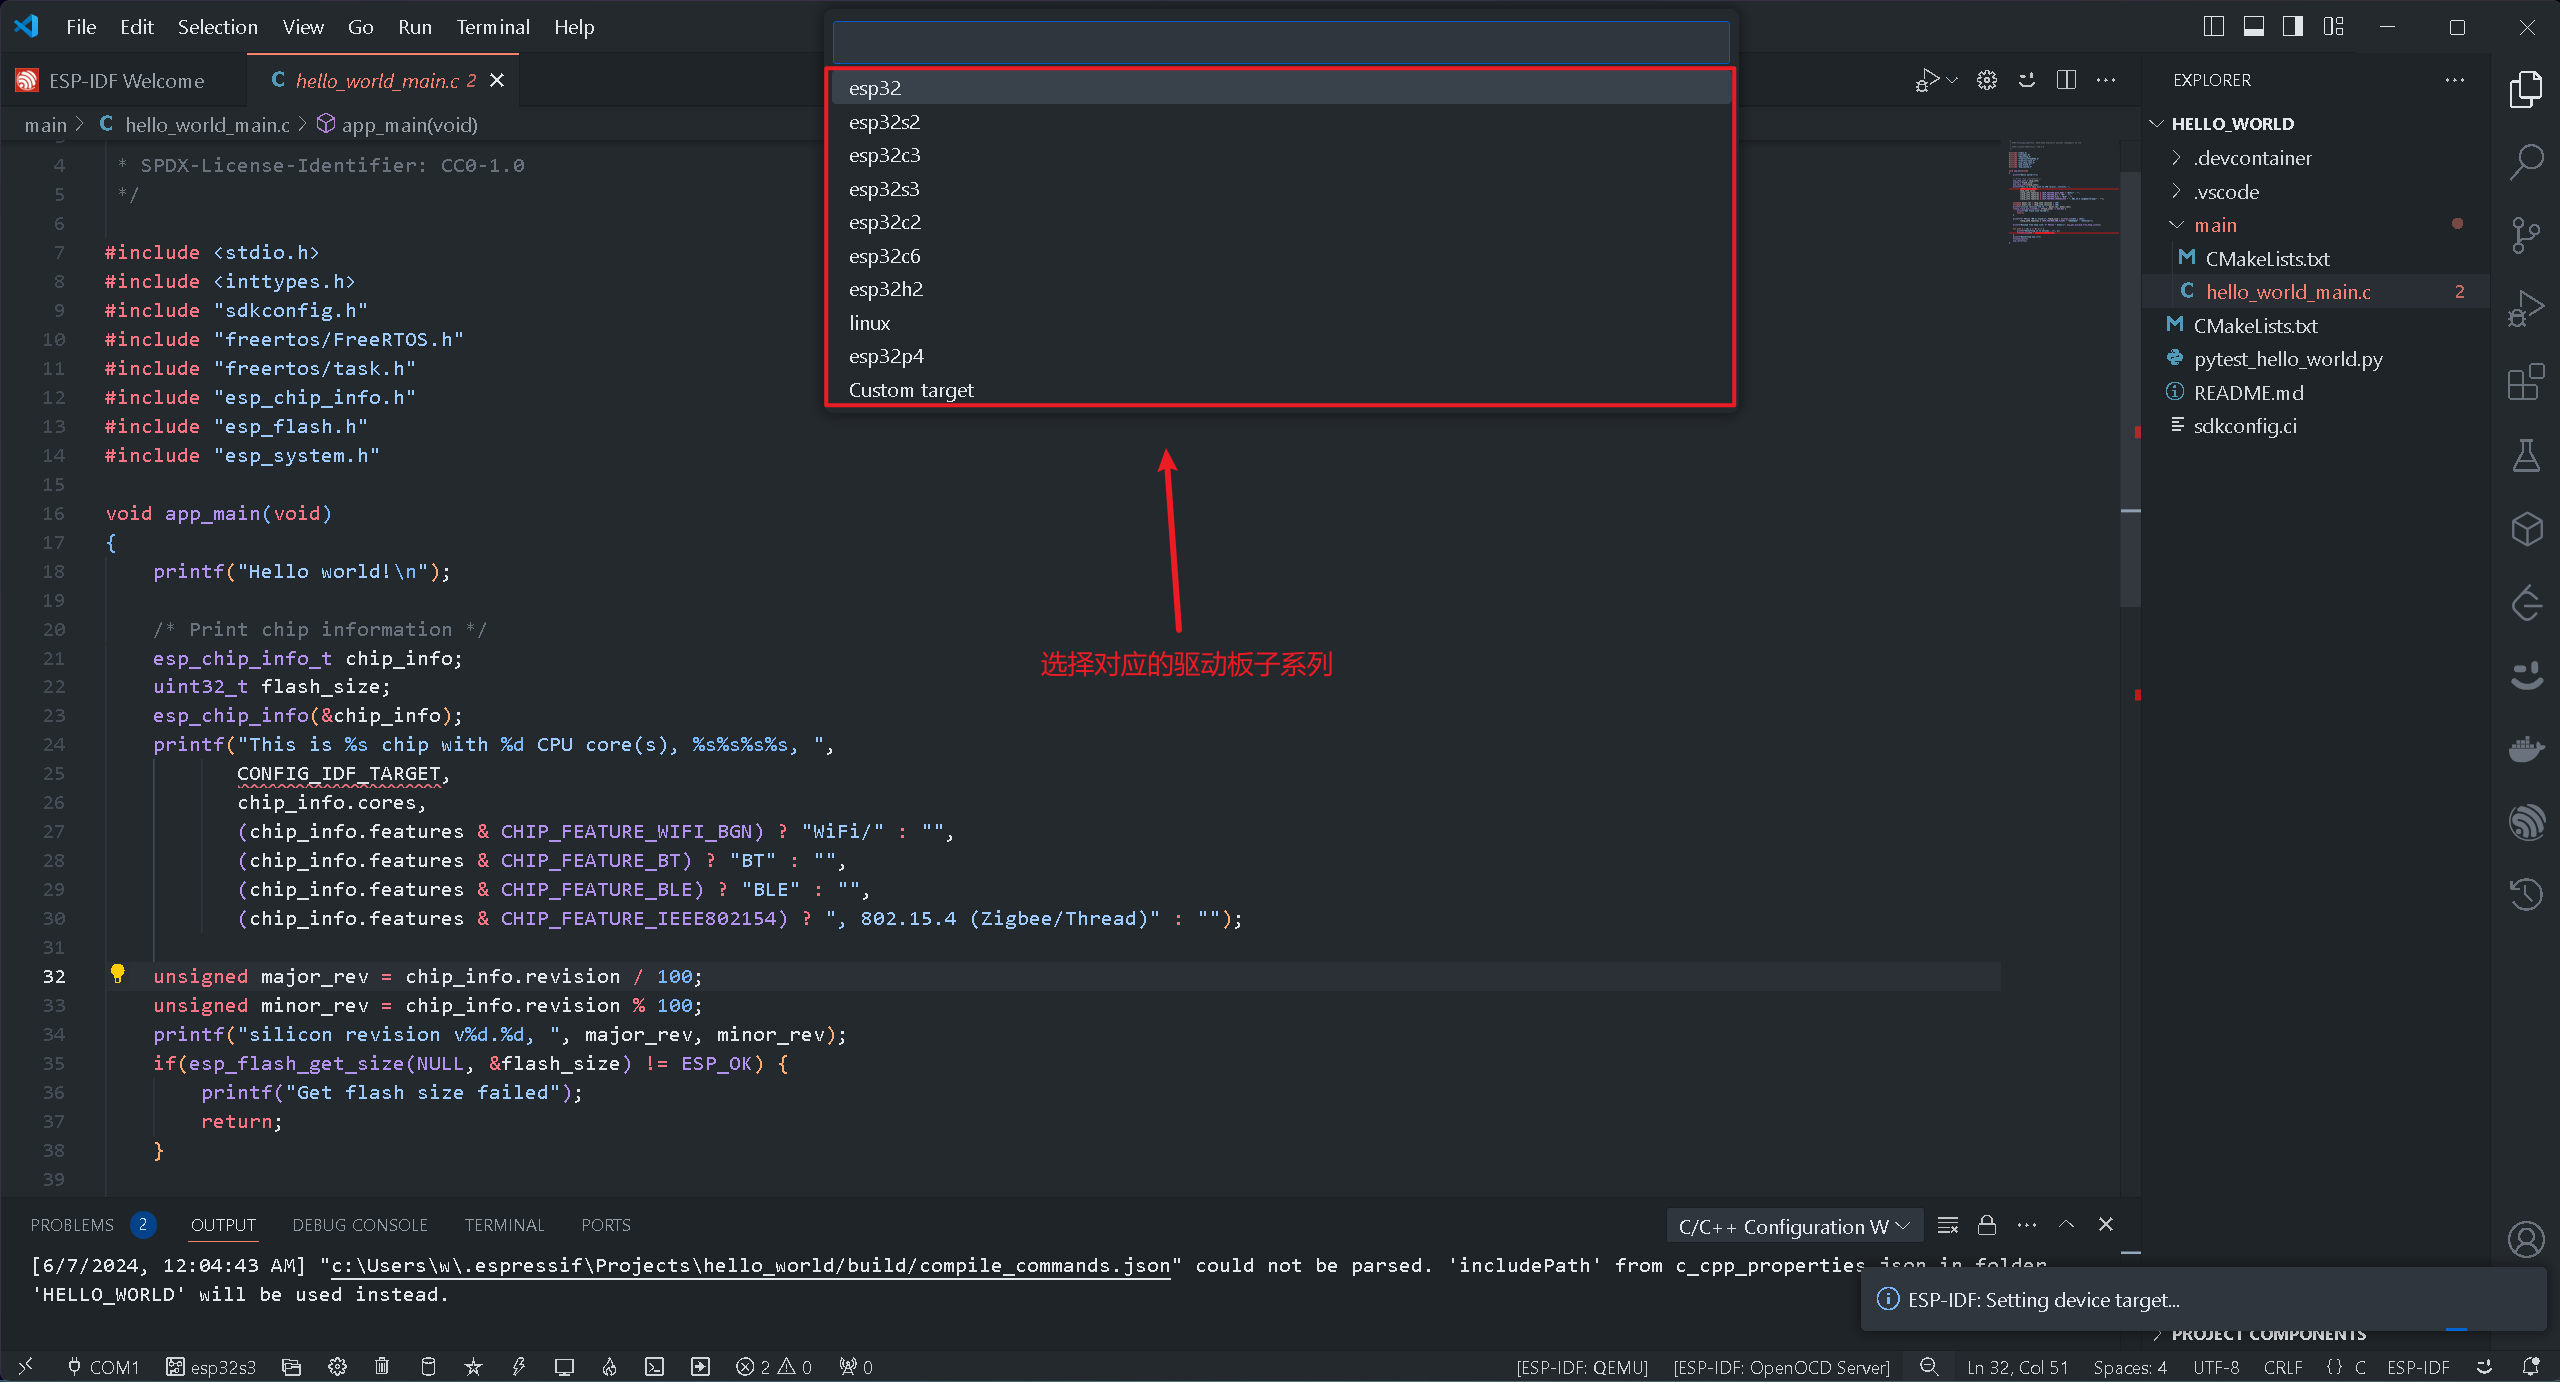 File Edit Selection View Go Run Terminal Help
ESP-IDF Welcome
hello_world_main.c 2
main > hello_world_main.c > app_main(void)
4 * SPDX-License-Identifier: CC0-1.0
5 */
6
7 #include <stdio.h>
8 #include <inttypes.h>
9 #include "sdkconfig.h"
10 #include "freertos/FreeRTOS.h"
11 #include "freertos/task.h"
12 #include "esp_chip_info.h"
13 #include "esp_flash.h"
14 #include "esp_system.h"
15
16 void app_main(void)
17 {
18 printf("Hello world!\n");
19
20 /* Print chip information */
21 esp_chip_info_t chip_info;
22 uint32_t flash_size;
23 esp_chip_info(&chip_info);
24 printf("This is %s chip with %d CPU core(s), %s%s%s%s, ",
25 CONFIG_IDF_TARGET,
26 chip_info.cores,
27 (chip_info.features & CHIP_FEATURE_WIFI_BGN) ? "WiFi/" : "",
28 (chip_info.features & CHIP_FEATURE_BT) ? "BT" : "",
29 (chip_info.features & CHIP_FEATURE_BLE) ? "BLE" : "",
30 (chip_info.features & CHIP_FEATURE_IEEE802154) ? ", 802.15.4 (Zigbee/Thread)" : "");
31
32 unsigned major_rev = chip_info.revision / 100;
33 unsigned minor_rev = chip_info.revision % 100;
34 printf("silicon revision v%d.%d, ", major_rev, minor_rev);
35 if(esp_flash_get_size(NULL, &flash_size) != ESP_OK) {
36 printf("Get flash size failed");
37 return;
38 }
39
esp32
esp32s2
esp32c3
esp32s3
esp32c2
esp32c6
esp32h2
linux
esp32p4
Custom target
选择对应的驱动板子系列
EXPLORER
HELLO_WORLD
.devcontainer
.vscode
main
CMakeLists.txt
hello_world_main.c 2
CMakeLists.txt
pytest_hello_world.py
README.md
sdkconfig.ci
PROJECT COMPONENTS
PROBLEMS 2 OUTPUT DEBUG CONSOLE TERMINAL PORTS
C/C++ Configuration W
[6/7/2024, 12:04:43 AM] "c:\Users\w\.espressif\Projects\hello_world/build/compile_commands.json" could not be parsed. 'includePath' from c_cpp_properties.json in folder
'HELLO_WORLD' will be used instead.
ESP-IDF: Setting device target...
COM1 esp32s3 2 0 0 [ESP-IDF: QEMU] [ESP-IDF: OpenOCD Server] Ln 32, Col 51 Spaces: 4 UTF-8 CRLF {} C ESP-IDF